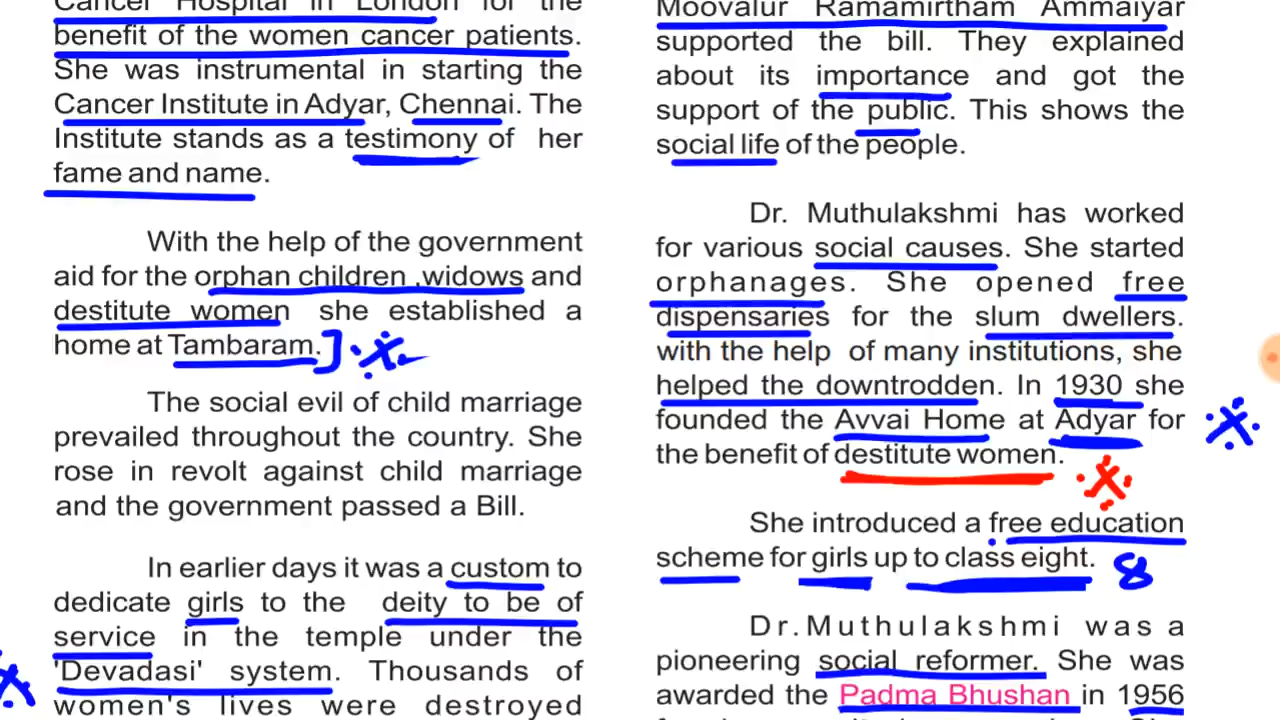 Cancer Hospital in London for the
benefit of the women cancer patients.
She was instrumental in starting the
Cancer Institute in Adyar, Chennai. The
Institute stands as a testimony of her
fame and name.
With the help of the government
aid for the orphan children ,widows and
destitute women she established a
home at Tambaram.
The social evil of child marriage
prevailed throughout the country. She
rose in revolt against child marriage
and the government passed a Bill.
In earlier days it was a custom to
dedicate girls to the deity to be of
service in the temple under the
'Devadasi' system. Thousands of
women's lives were destroyed
Moovalur Ramamirtham Ammaiyar
supported the bill. They explained
about its importance and got the
support of the public. This shows the
social life of the people.
Dr. Muthulakshmi has worked
for various social causes. She started
orphanages. She opened free
dispensaries for the slum dwellers.
with the help of many institutions, she
helped the downtrodden. In 1930 she
founded the Avvai Home at Adyar for
the benefit of destitute women.
She introduced a free education
scheme for girls up to class eight. 8
Dr.Muthulakshmi was a
pioneering social reformer. She was
awarded the Padma Bhushan in 1956